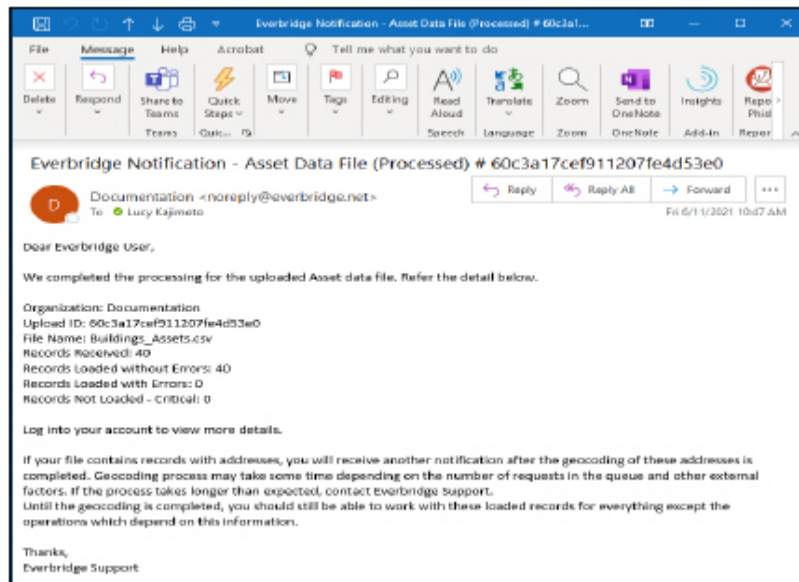 Everbridge Notification - Asset Data File (Processed) # 60c3a1...
File Message Help Acrobat Tell me what you want to do
Delete Respond Share to Teams Quick Steps Move Tags Editing Read Aloud Translate Zoom Send to OneNote Insights Repo Phis
Teams Quic... Speech Language Zoom OneNote Add-in Repor
Everbridge Notification - Asset Data File (Processed) # 60c3a17cef911207fe4d53e0
D
Documentation <noreply@everbridge.net>
To Lucy Kajimoto
Reply Reply All Forward ...
Fri 6/11/2021 10:47 AM
Dear Everbridge User,
We completed the processing for the uploaded Asset data file. Refer the detail below.
Organization: Documentation
Upload ID: 60c3a17cef911207fe4d53e0
File Name: Buildings_Assets.csv
Records Received: 40
Records Loaded without Errors: 40
Records Loaded with Errors: 0
Records Not Loaded - Critical: 0
Log into your account to view more details.
If your file contains records with addresses, you will receive another notification after the geocoding of these addresses is
completed. Geocoding process may take some time depending on the number of requests in the queue and other external
factors. If the process takes longer than expected, contact Everbridge Support.
Until the geocoding is completed, you should still be able to work with these loaded records for everything except the
operations which depend on this information.
Thanks,
Everbridge Support